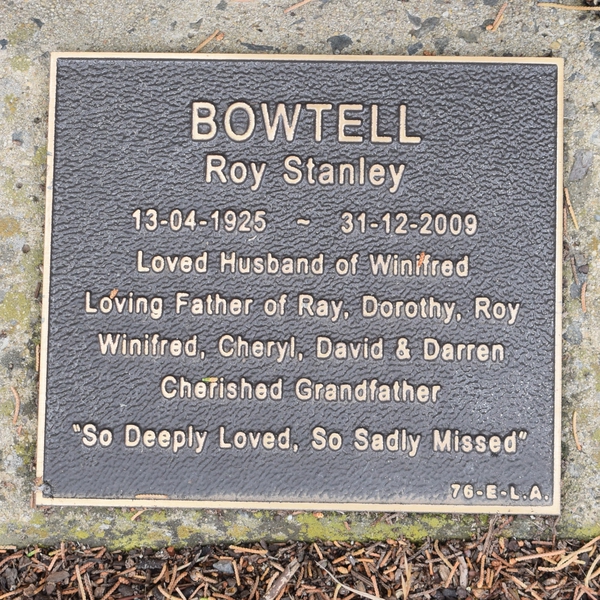 BOWTELL
Roy Stanley
13-04-1925 ~ 31-12-2009
Loved Husband of Winifred
Loving Father of Ray, Dorothy, Roy
Winifred, Cheryl, David & Darren
Cherished Grandfather
"So Deeply Loved, So Sadly Missed"
76-E-L.A.